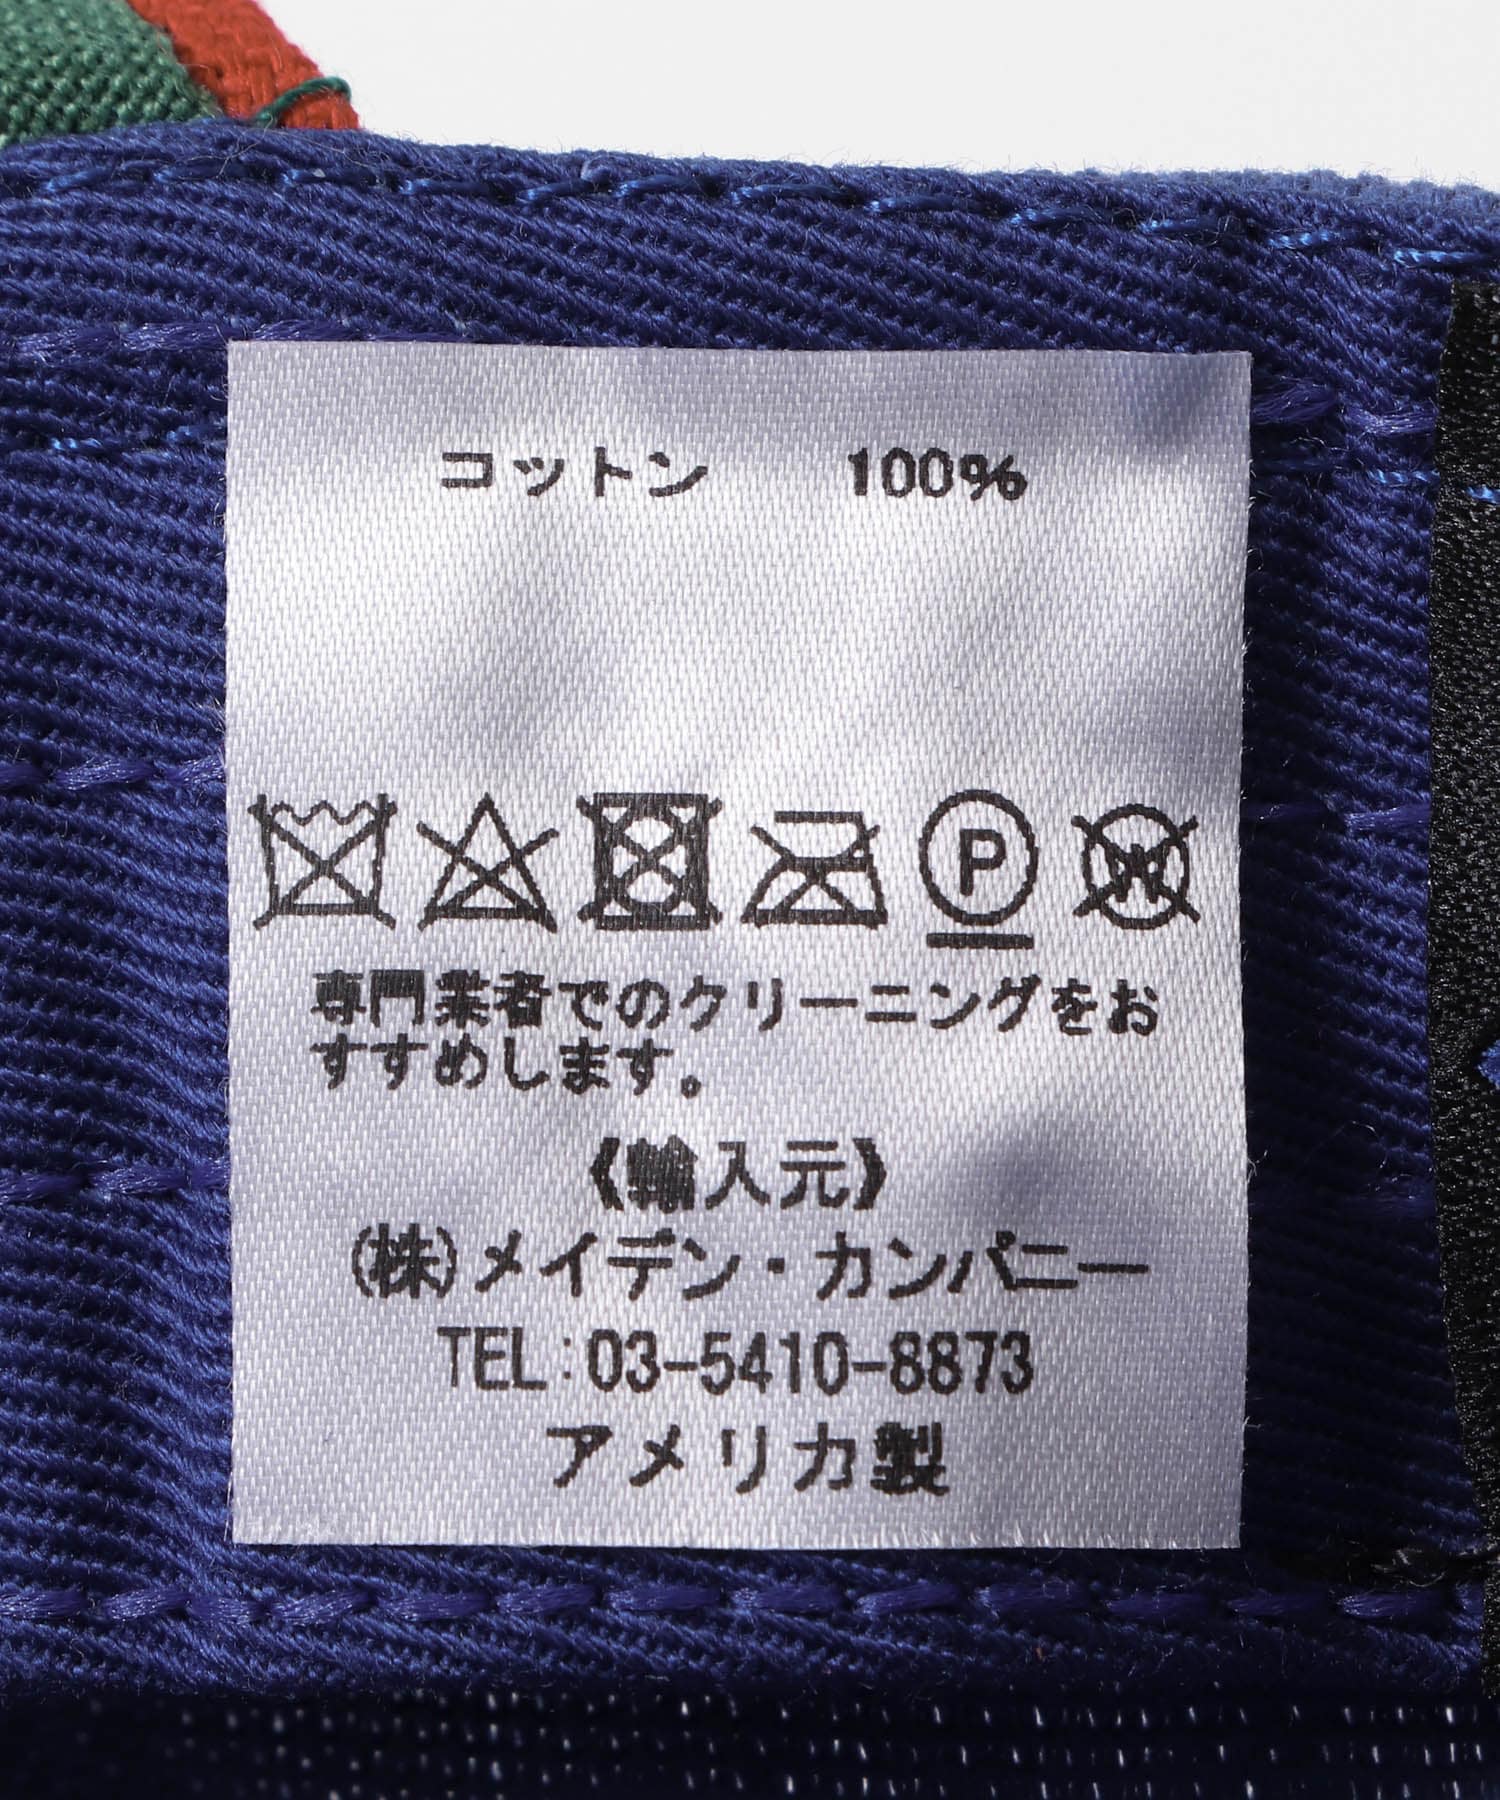 コットン 100%
P W
専門業者でのクリーニングをお
すすめします。
《輸入元》
(株)メイデン・カンパニー
TEL:03-5410-8873
アメリカ製